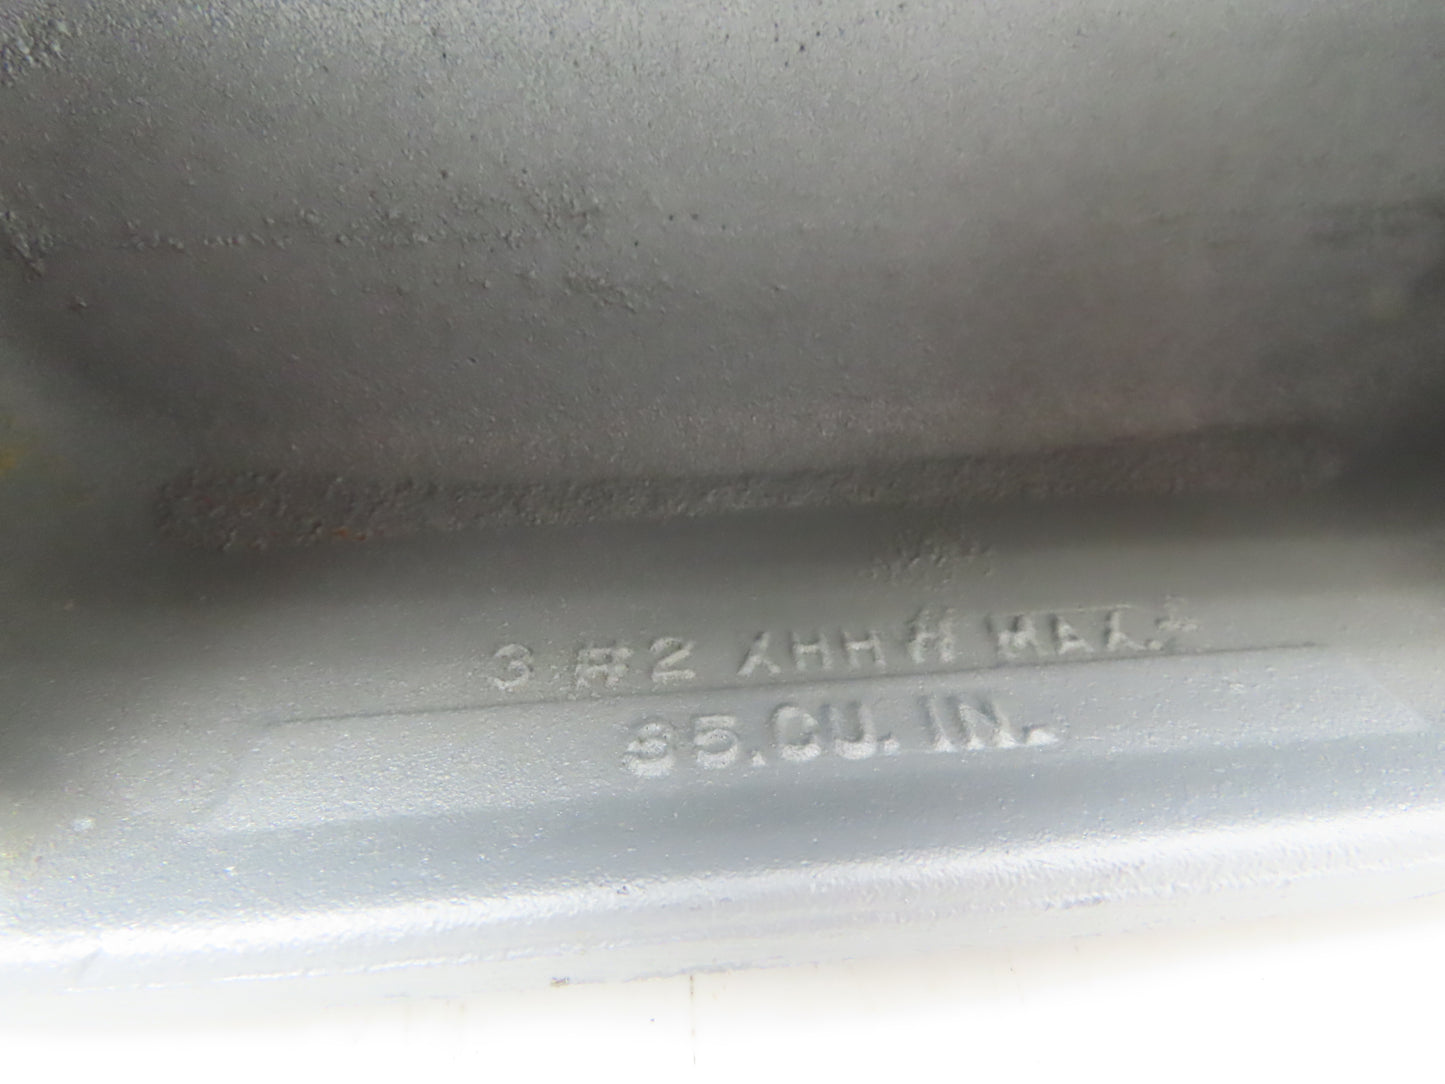 3 #2 XHHW MAX.
35.CU. IN.